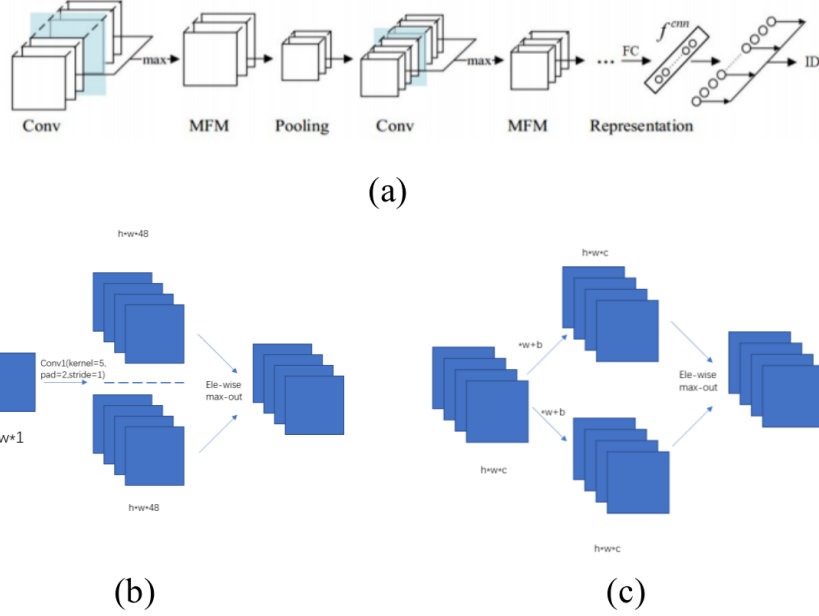 max
max
FC
f^cnn
ID
Conv
MFM
Pooling
Conv
MFM
...
Representation
(a)
h*w*48
Conv1(kernel=5,
pad=2,stride=1)
Ele-wise
max-out
w*1
h*w*48
(b)
h*w*c
*w+b
*w+b
Ele-wise
max-out
h*w*c
h*w*c
(c)